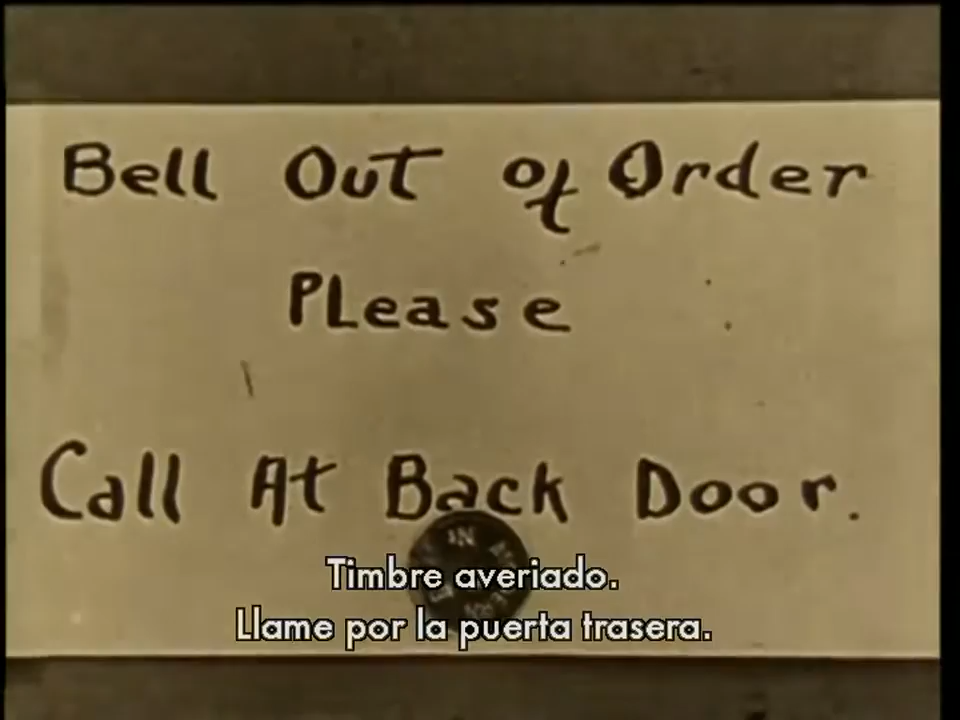 Bell Out of Order
PLease
Call At Back Door.
Timbre averiado.
Llame por la puerta trasera.